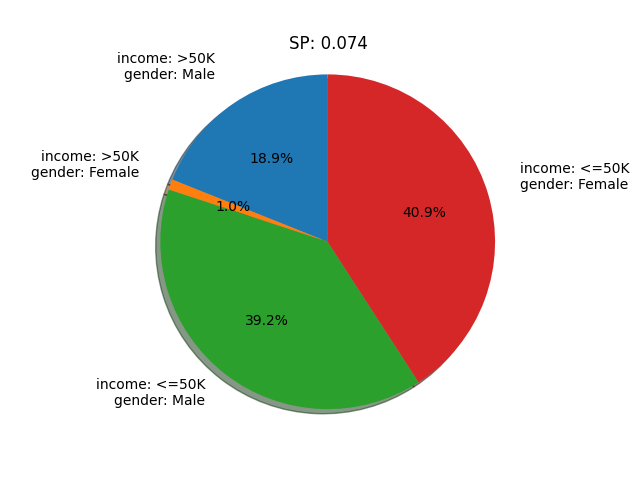 SP: 0.074
income: >50K
gender: Male
18.9%
income: >50K
gender: Female
1.0%
income: <=50K
gender: Female
40.9%
39.2%
income: <=50K
gender: Male